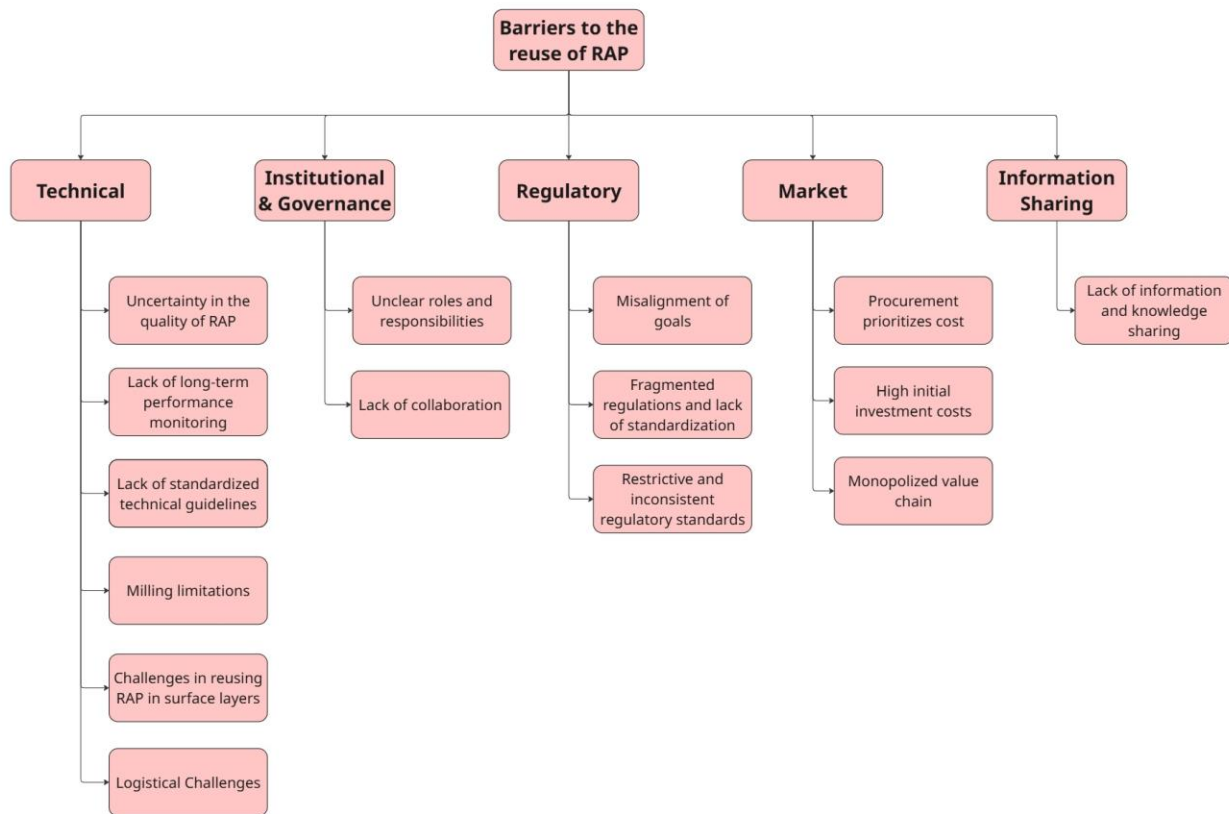 Barriers to the
reuse of RAP
Technical
Institutional
& Governance
Regulatory
Market
Information
Sharing
Uncertainty in the
quality of RAP
Lack of long-term
performance
monitoring
Lack of standardized
technical guidelines
Milling limitations
Challenges in reusing
RAP in surface layers
Logistical Challenges
Unclear roles and
responsibilities
Lack of collaboration
Misalignment of
goals
Fragmented
regulations and lack
of standardization
Restrictive and
inconsistent
regulatory standards
Procurement
prioritizes cost
High initial
investment costs
Monopolized value
chain
Lack of information
and knowledge
sharing